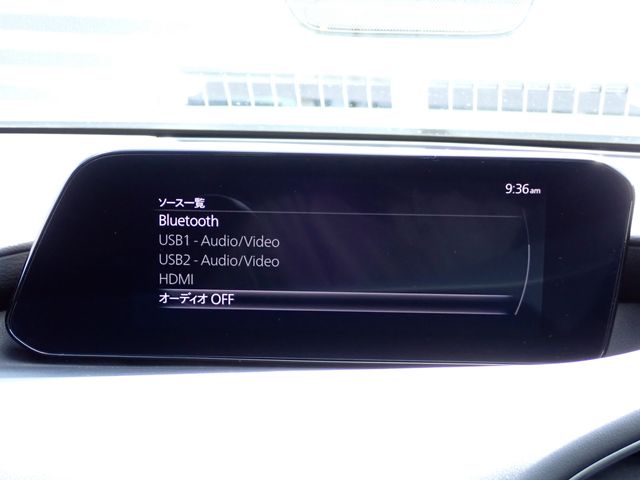 9:36am
ソース一覧
Bluetooth
USB1 - Audio/Video
USB2 - Audio/Video
HDMI
オーディオ OFF